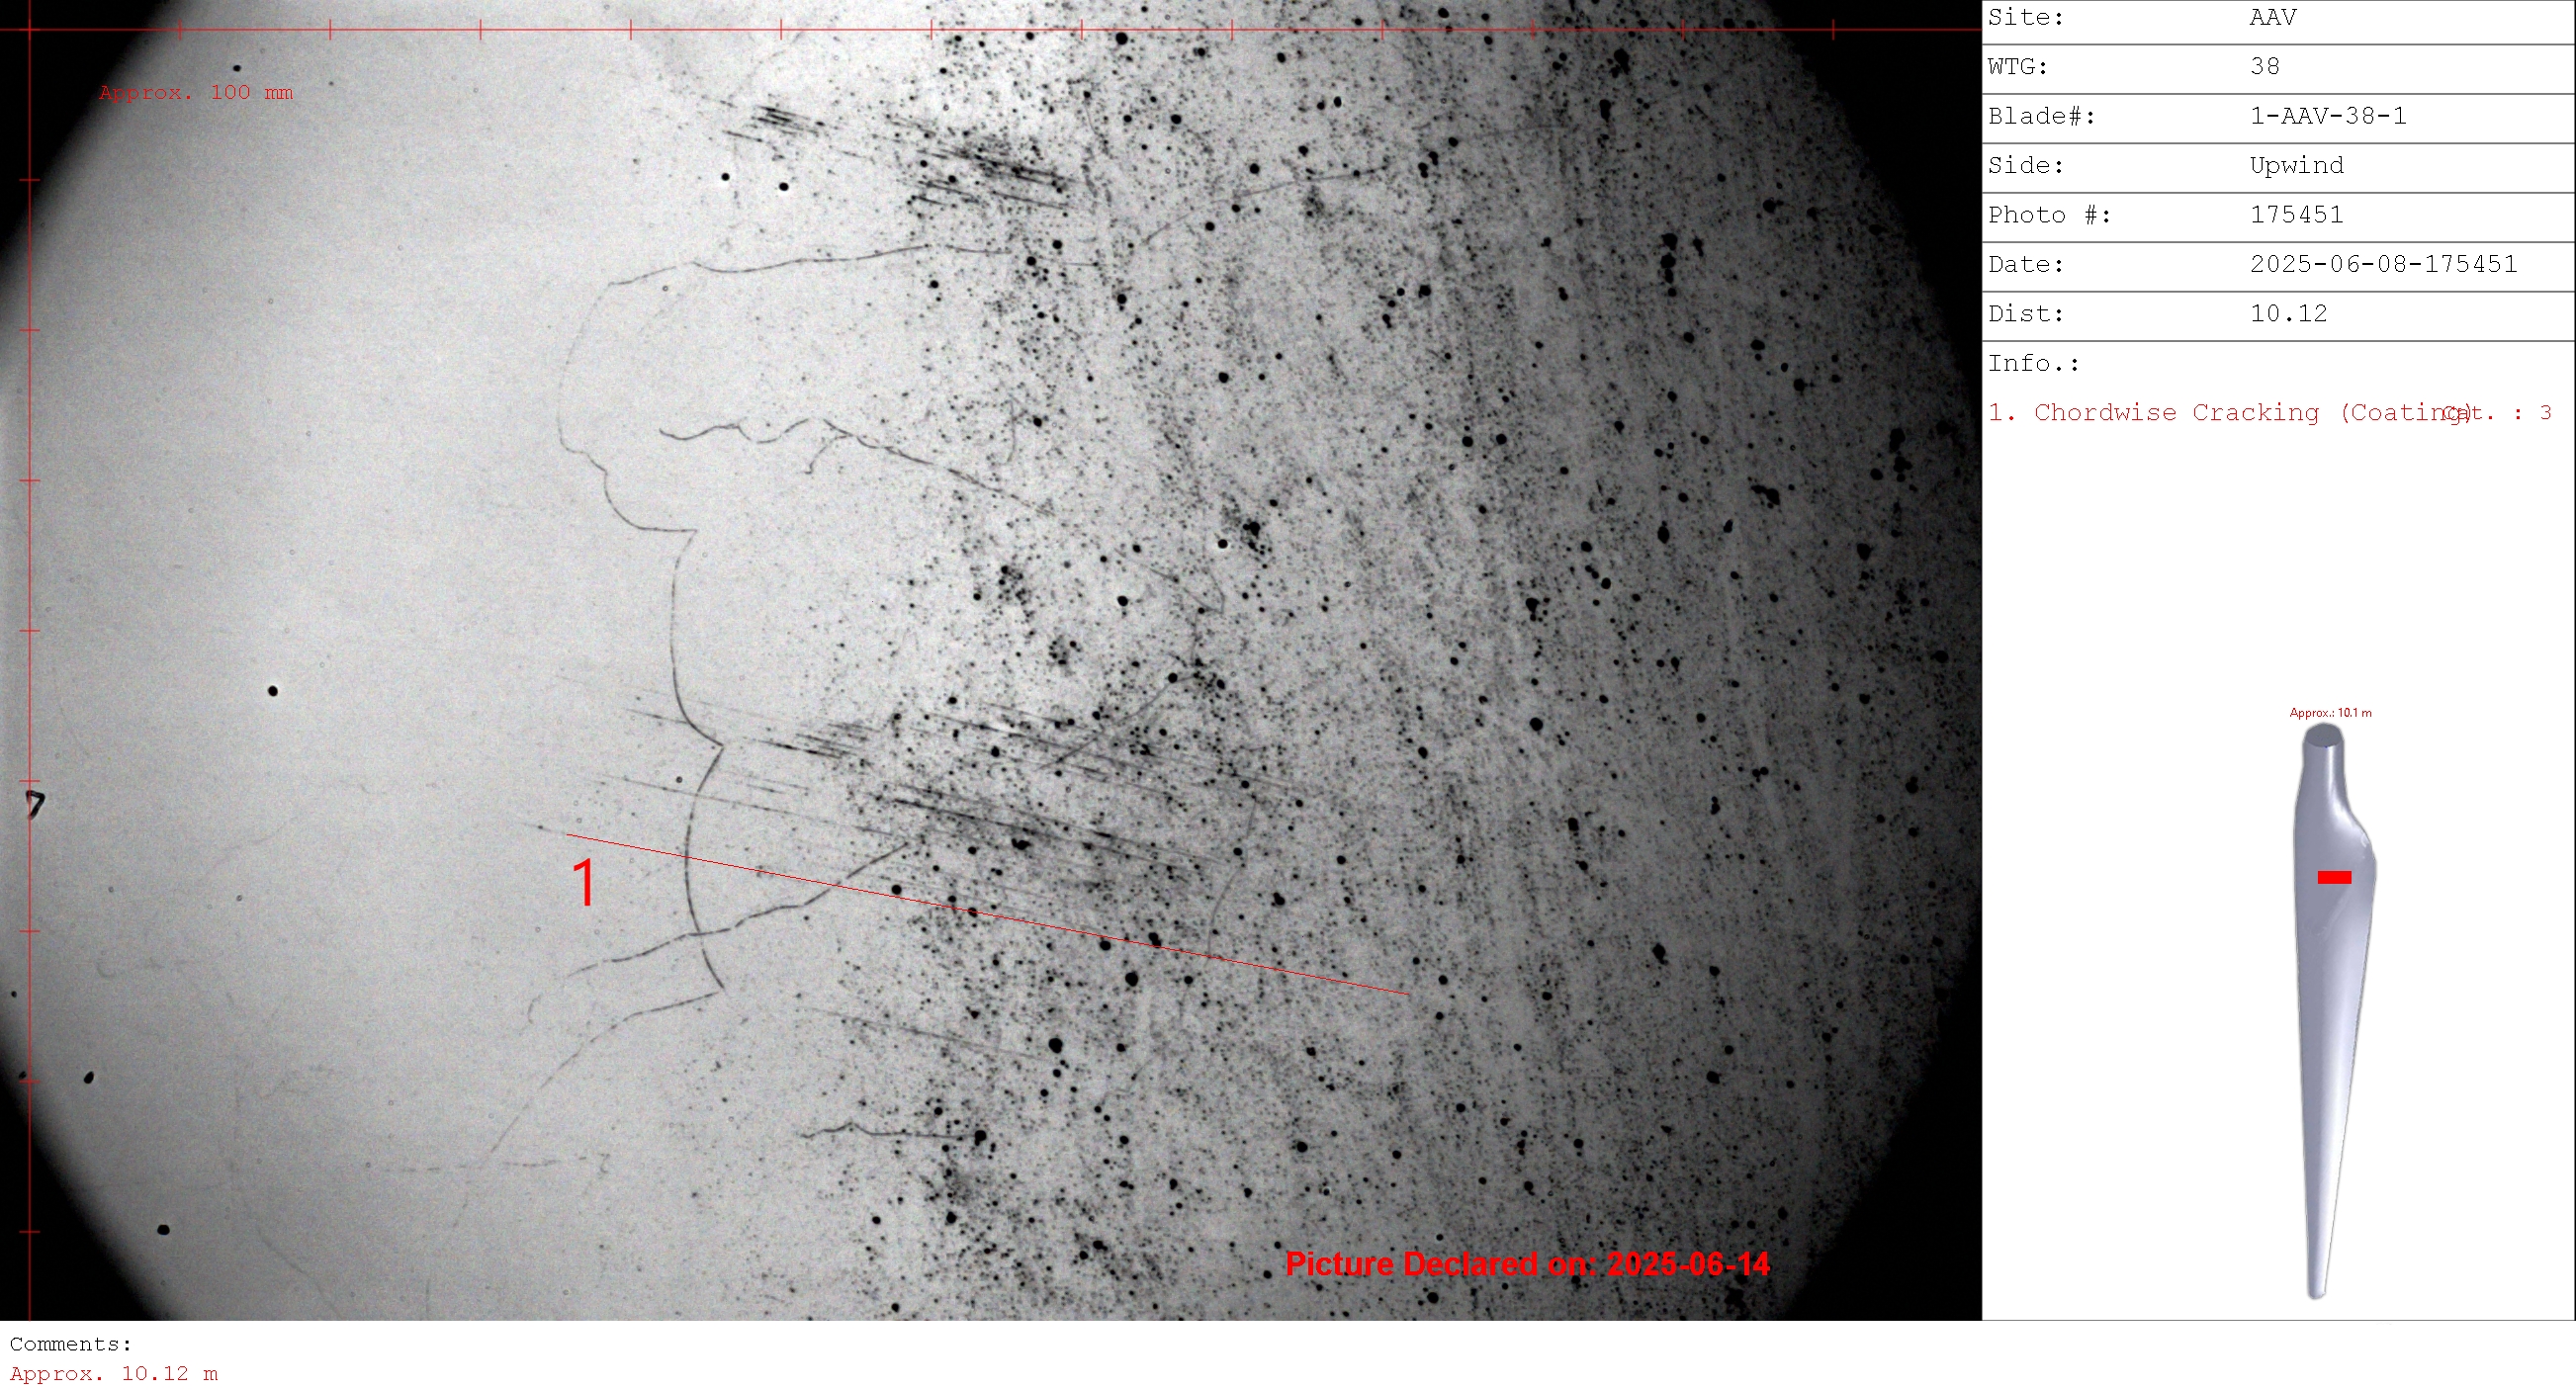 Approx. 100 mm
1
Picture Declared on: 2025-06-14
Site: AAV
WTG: 38
Blade#: 1-AAV-38-1
Side: Upwind
Photo #: 175451
Date: 2025-06-08-175451
Dist: 10.12
Info.:
1. Chordwise Cracking (Coating) Cat. : 3
Approx.: 10.1 m
Comments:
Approx. 10.12 m